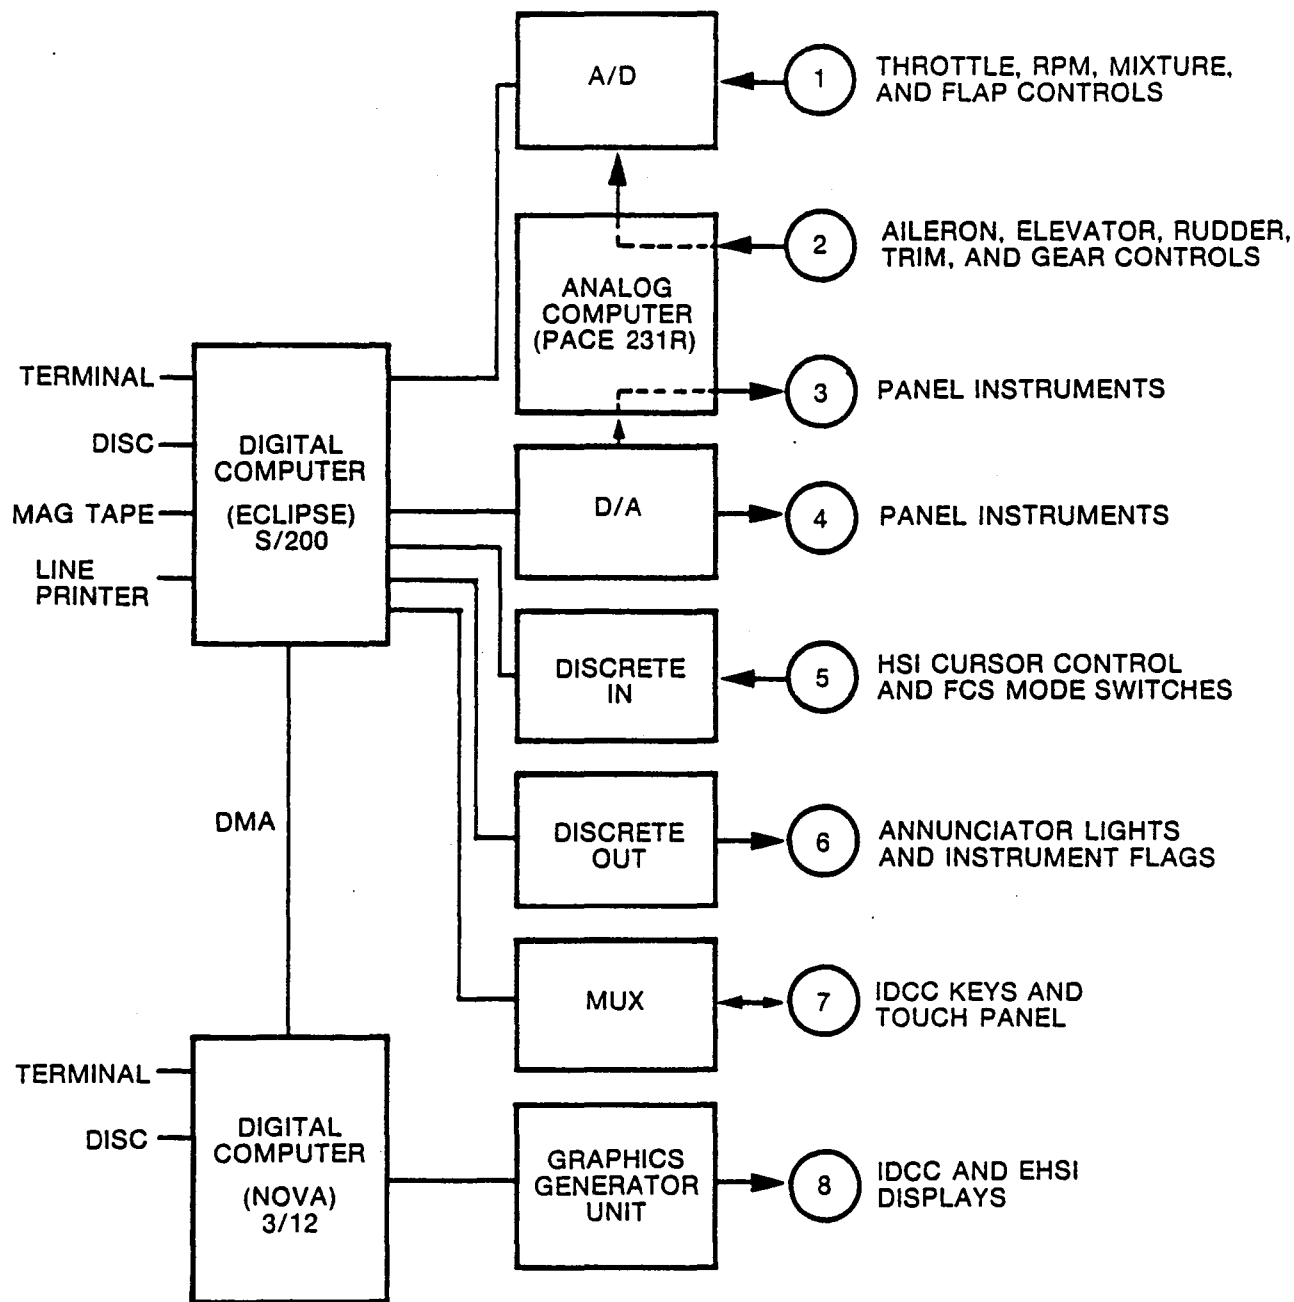 A/D
1
THROTTLE, RPM, MIXTURE,
AND FLAP CONTROLS
2
AILERON, ELEVATOR, RUDDER,
TRIM, AND GEAR CONTROLS
ANALOG
COMPUTER
(PACE 231R)
3
PANEL INSTRUMENTS
TERMINAL
DISC
MAG TAPE
LINE
PRINTER
DIGITAL
COMPUTER
(ECLIPSE)
S/200
D/A
4
PANEL INSTRUMENTS
DISCRETE
IN
5
HSI CURSOR CONTROL
AND FCS MODE SWITCHES
DMA
DISCRETE
OUT
6
ANNUNCIATOR LIGHTS
AND INSTRUMENT FLAGS
MUX
7
IDCC KEYS AND
TOUCH PANEL
TERMINAL
DISC
DIGITAL
COMPUTER
(NOVA)
3/12
GRAPHICS
GENERATOR
UNIT
8
IDCC AND EHSI
DISPLAYS